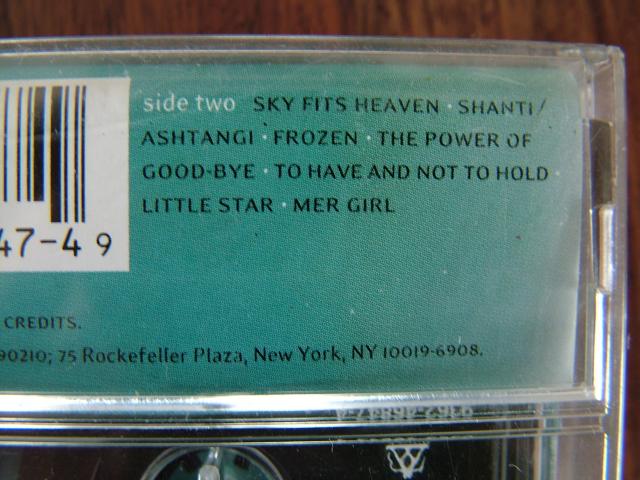 side two SKY FITS HEAVEN · SHANTI/
ASHTANGI · FROZEN · THE POWER OF
GOOD-BYE · TO HAVE AND NOT TO HOLD ·
LITTLE STAR · MER GIRL
47-4 9
CREDITS.
90210; 75 Rockefeller Plaza, New York, NY 10019-6908.